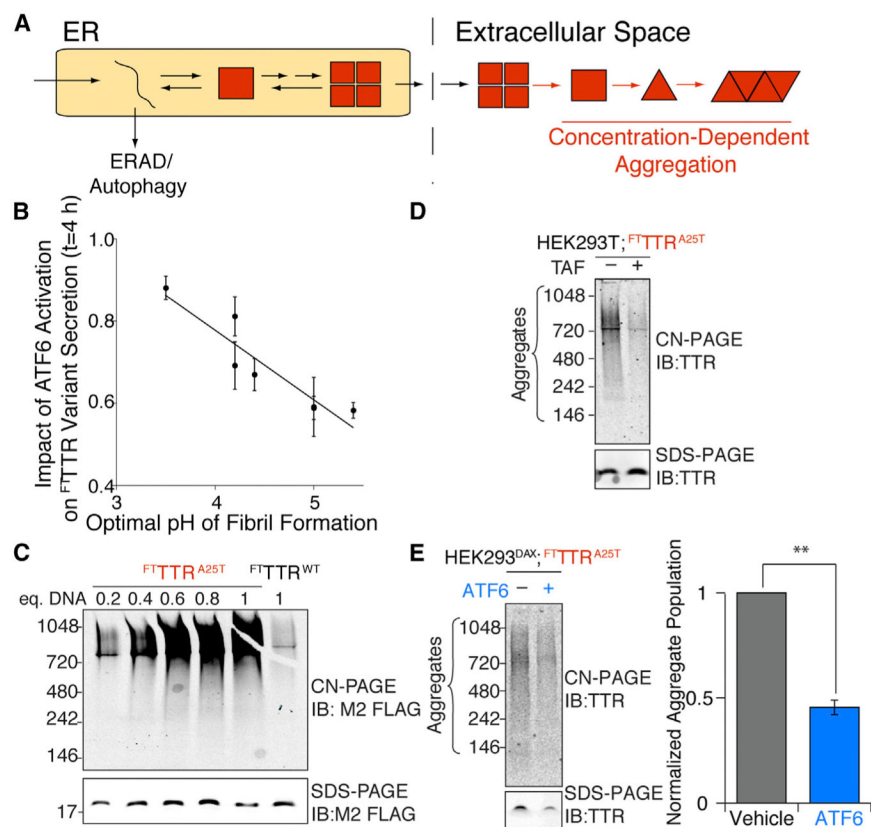 A
ER
Extracellular Space
ERAD/
Autophagy
Concentration-Dependent
Aggregation
B
Impact of ATF6 Activation
on FTTTR Variant Secretion (t=4 h)
1.0
0.8
0.6
0.4
3
4
5
Optimal pH of Fibril Formation
C
FTTTRA25T
FTTTRWT
eq. DNA 0.2 0.4 0.6 0.8 1 1
1048
720
480
242
146
CN-PAGE
IB: M2 FLAG
17
SDS-PAGE
IB:M2 FLAG
D
HEK293T;FTTTRA25T
TAF − +
Aggregates
1048
720
480
242
146
CN-PAGE
IB:TTR
SDS-PAGE
IB:TTR
E
HEK293DAX;FTTTRA25T
ATF6 − +
Aggregates
1048
720
480
242
146
CN-PAGE
IB:TTR
SDS-PAGE
IB:TTR
Normalized Aggregate Population
**
1
0.5
0
Vehicle ATF6